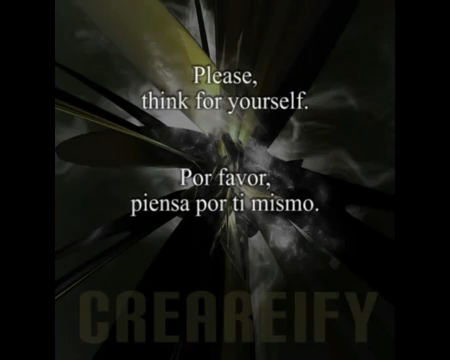 Please,
think for yourself.
Por favor,
piensa por ti mismo.
CREAREIFY